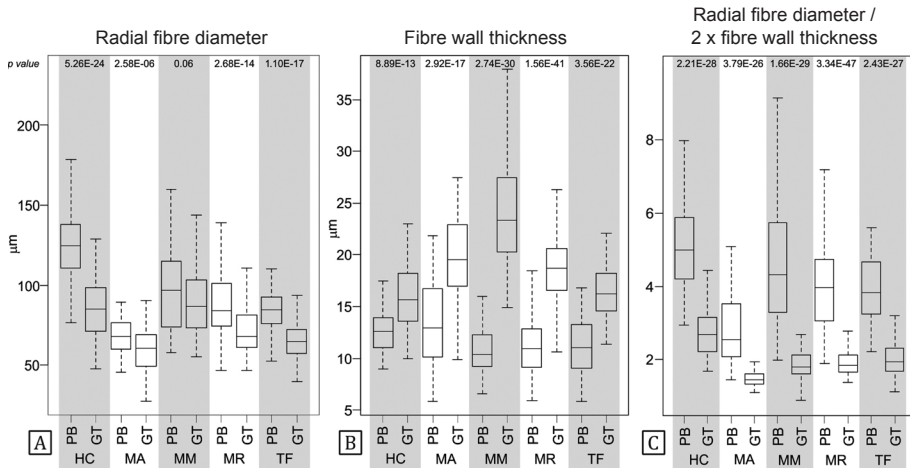 Radial fibre diameter
Fibre wall thickness
Radial fibre diameter /
2 x fibre wall thickness
p value
5.26E-24 2.58E-06 0.06 2.68E-14 1.10E-17
8.89E-13 2.92E-17 2.74E-30 1.56E-41 3.56E-22
2.21E-28 3.79E-26 1.66E-29 3.34E-47 2.43E-27
200
150
100
50
µm
35
30
25
20
15
10
5
µm
8
6
4
2
A
PB GT PB GT PB GT PB GT PB GT
HC MA MM MR TF
B
PB GT PB GT PB GT PB GT PB GT
HC MA MM MR TF
C
PB GT PB GT PB GT PB GT PB GT
HC MA MM MR TF